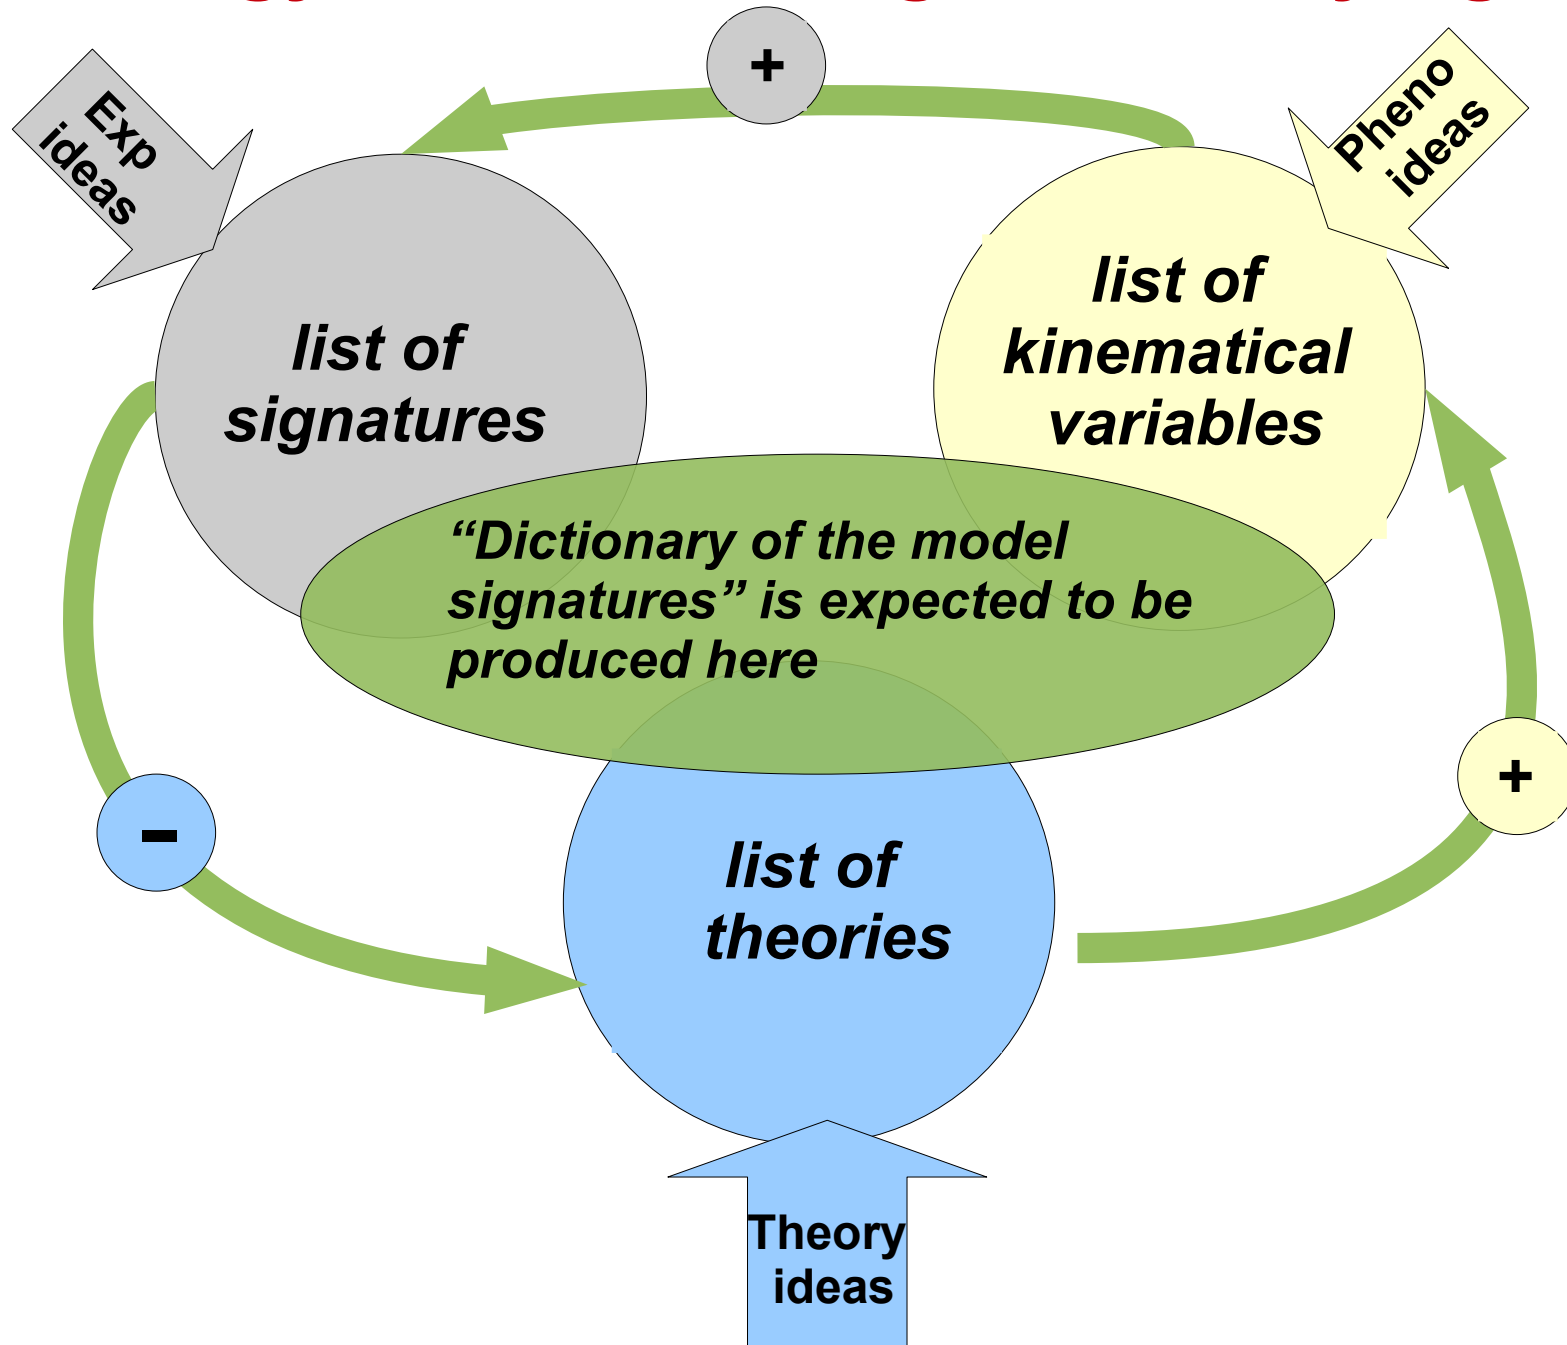 +
Exp
ideas
Pheno
ideas
list of
signatures
list of
kinematical
variables
“Dictionary of the model
signatures” is expected to be
produced here
+
-
list of
theories
Theory
ideas